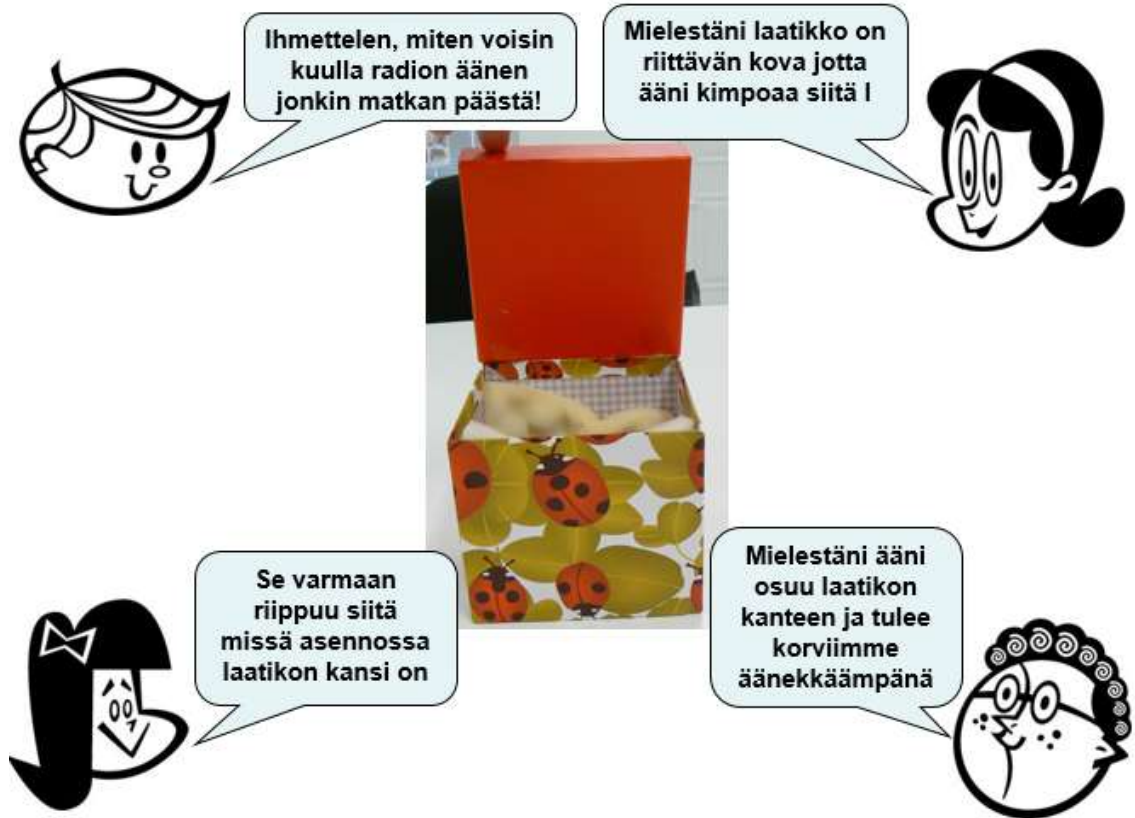 Ihmettelen, miten voisin
kuulla radion äänen
jonkin matkan päästä!
Mielestäni laatikko on
riittävän kova jotta
ääni kimpoaa siitä l
Se varmaan
riippuu siitä
missä asennossa
laatikon kansi on
Mielestäni ääni
osuu laatikon
kanteen ja tulee
korviimme
äänekkäämpänä